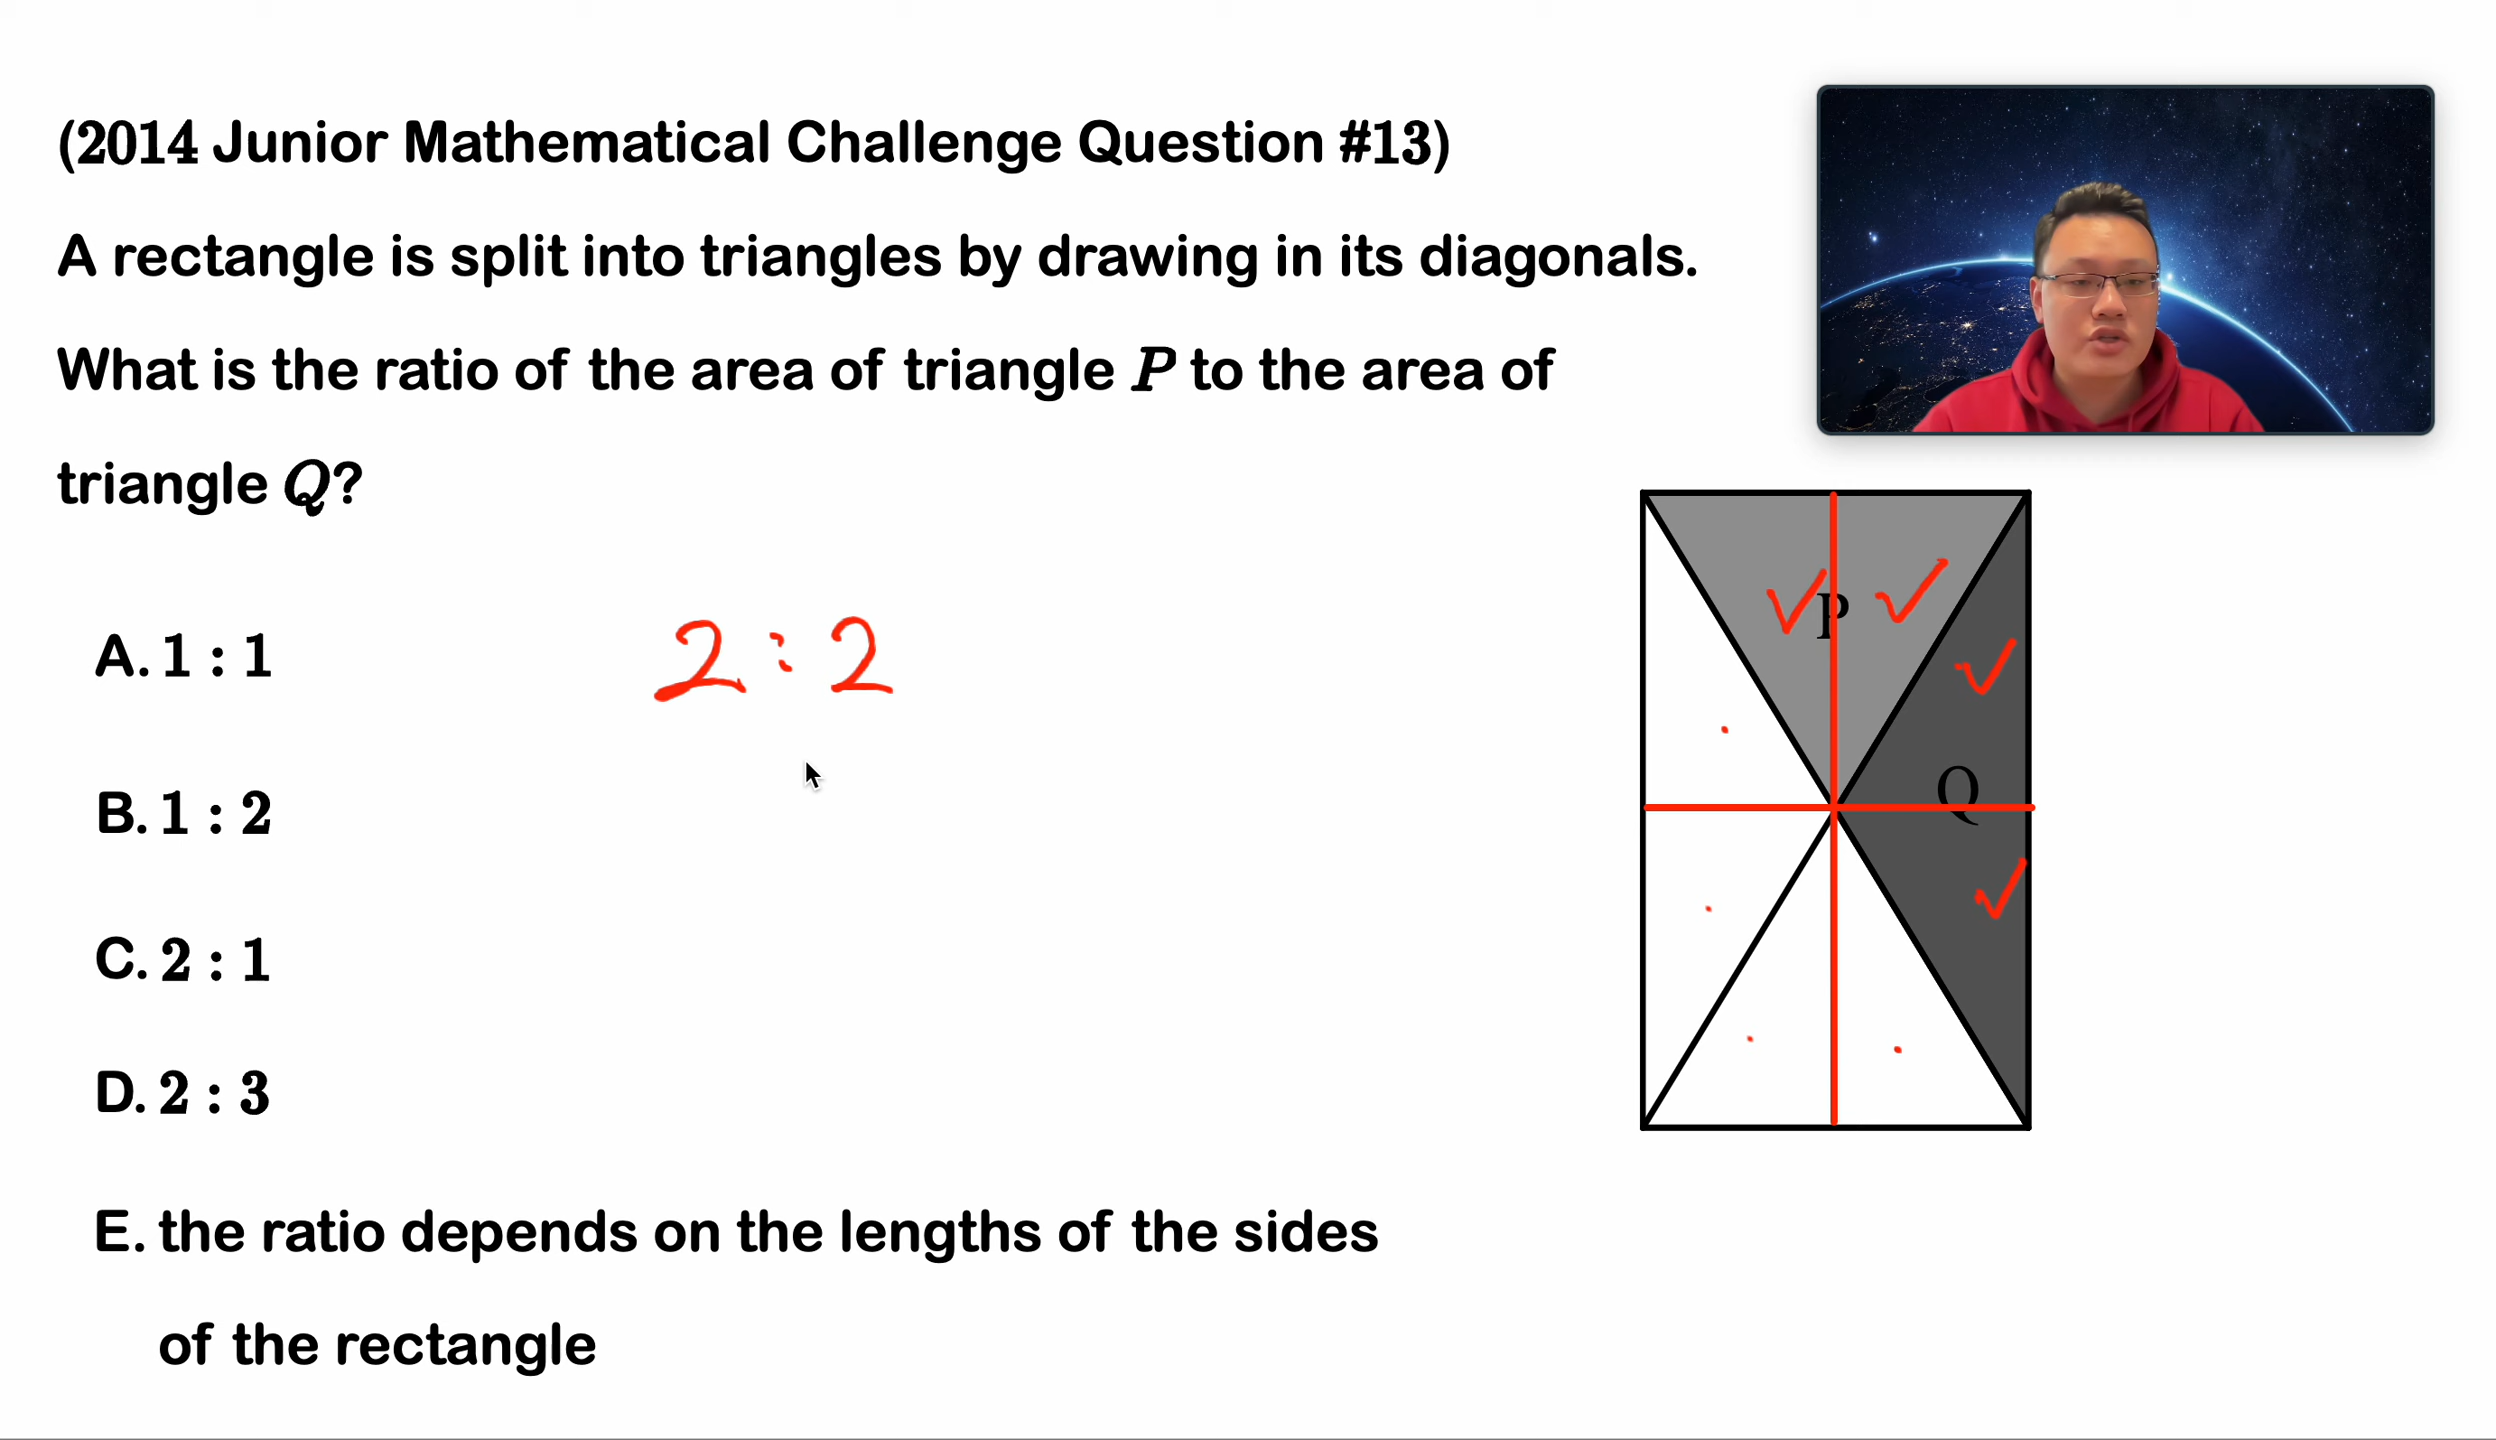 (2014 Junior Mathematical Challenge Question #13)
A rectangle is split into triangles by drawing in its diagonals.
What is the ratio of the area of triangle P to the area of
triangle Q?
A. 1 : 1
2 : 2
B. 1 : 2
C. 2 : 1
D. 2 : 3
E. the ratio depends on the lengths of the sides
of the rectangle
P
Q